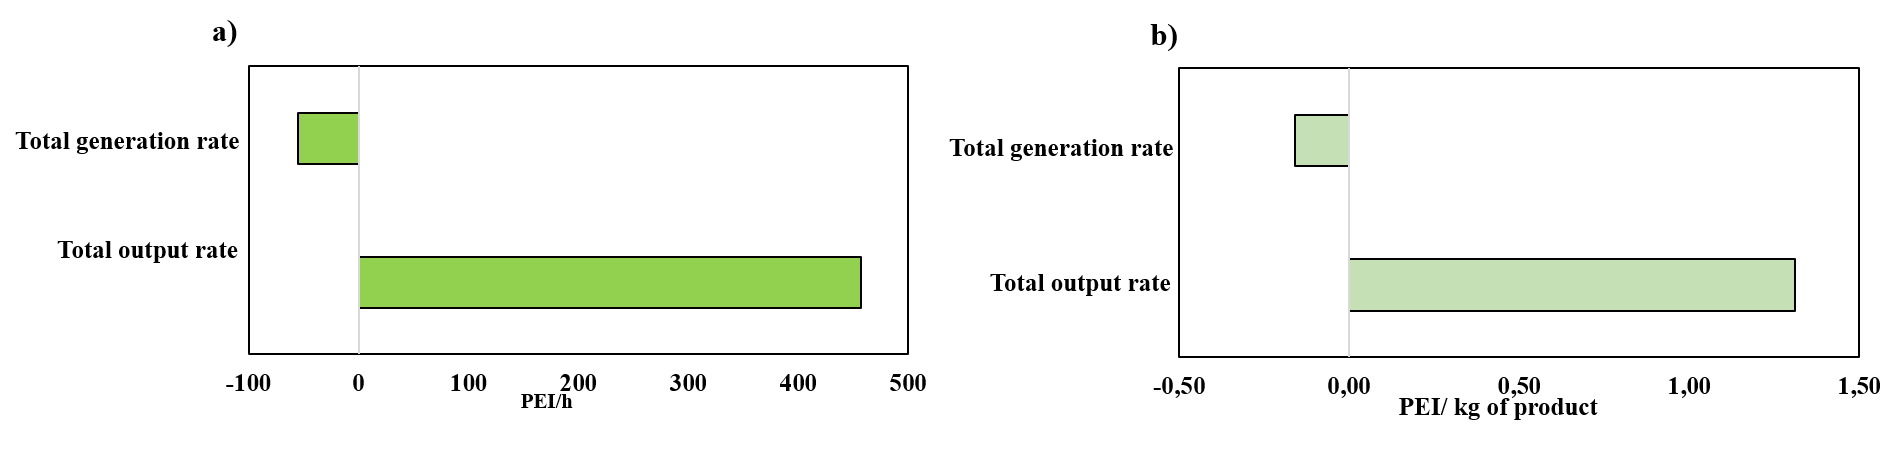 a)
Total generation rate
Total output rate
-100 0 100 200 300 400 500
PEI/h
b)
Total generation rate
Total output rate
-0,50 0,00 0,50 1,00 1,50
PEI/ kg of product